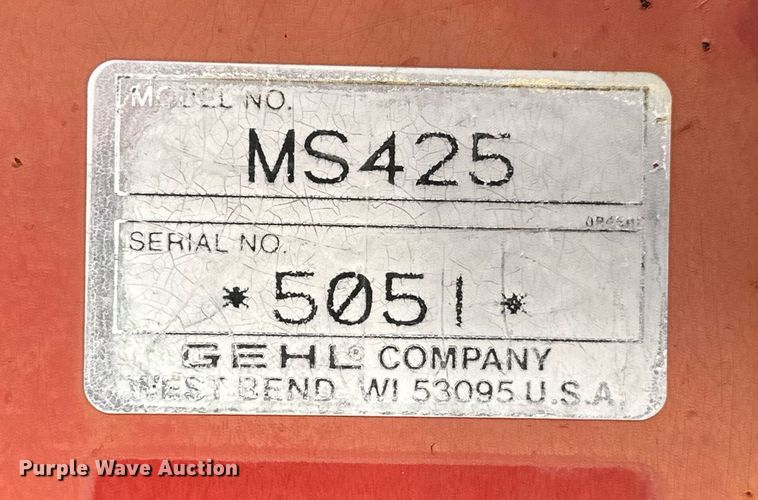 MODEL NO.
MS425
SERIAL NO.
*5051*
GEHL® COMPANY
WEST BEND, WI 53095 U.S.A.
Purple Wave Auction